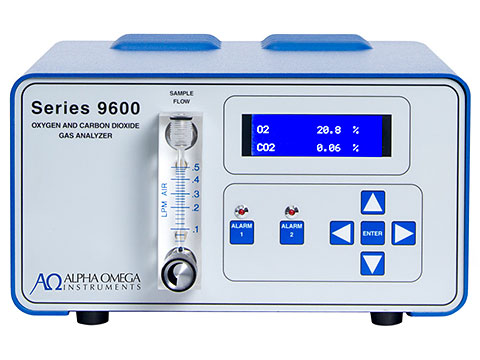 Series 9600
OXYGEN AND CARBON DIOXIDE
GAS ANALYZER
SAMPLE
FLOW
.5
.4
.3
.2
.1
LPM AIR
O2 20.8 %
CO2 0.06 %
ALARM
1
ALARM
2
ENTER
ΑΩ ALPHA OMEGA
INSTRUMENTS